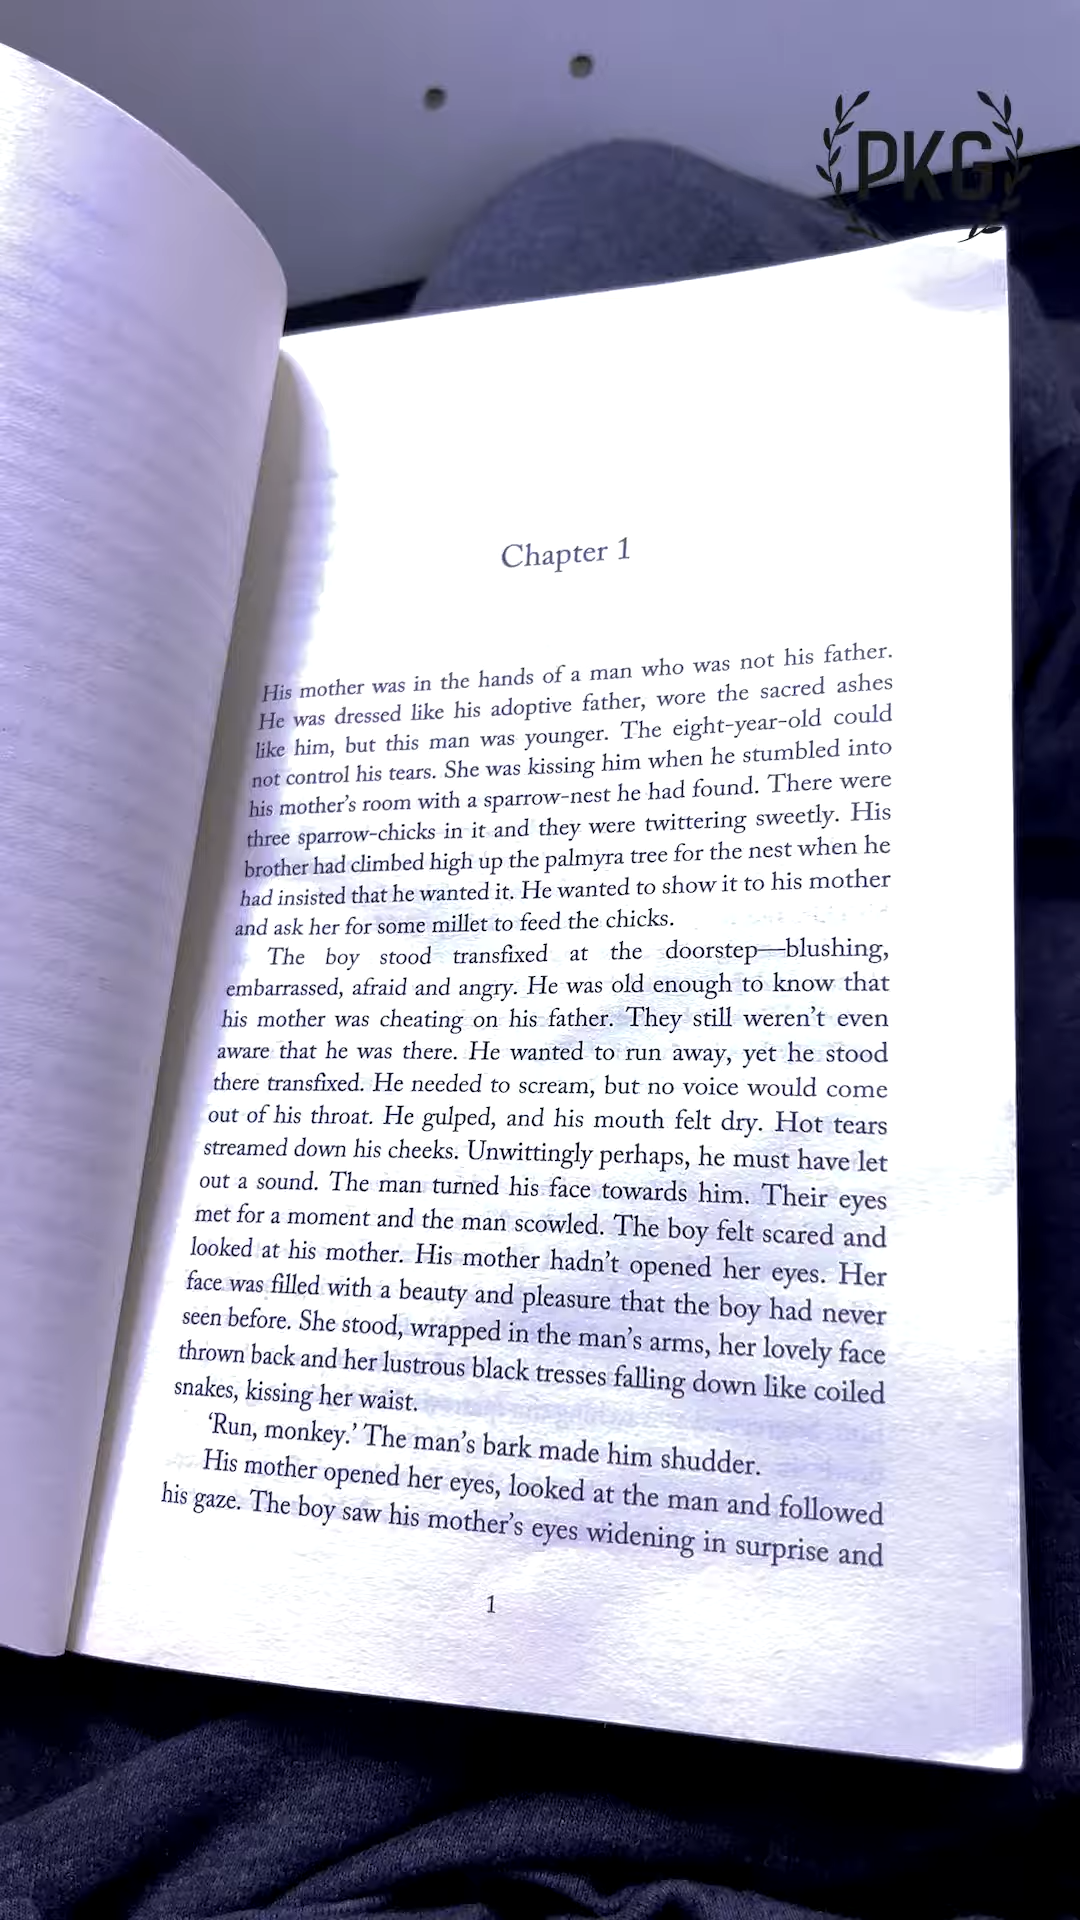 PKG
Chapter 1
His mother was in the hands of a man who was not his father.
He was dressed like his adoptive father, wore the sacred ashes
like him, but this man was younger. The eight-year-old could
not control his tears. She was kissing him when he stumbled into
his mother's room with a sparrow-nest he had found. There were
three sparrow-chicks in it and they were twittering sweetly. His
brother had climbed high up the palmyra tree for the nest when he
had insisted that he wanted it. He wanted to show it to his mother
and ask her for some millet to feed the chicks.
The boy stood transfixed at the doorstep—blushing,
embarrassed, afraid and angry. He was old enough to know that
his mother was cheating on his father. They still weren't even
aware that he was there. He wanted to run away, yet he stood
there transfixed. He needed to scream, but no voice would come
out of his throat. He gulped, and his mouth felt dry. Hot tears
streamed down his cheeks. Unwittingly perhaps, he must have let
out a sound. The man turned his face towards him. Their eyes
met for a moment and the man scowled. The boy felt scared and
looked at his mother. His mother hadn't opened her eyes. Her
face was filled with a beauty and pleasure that the boy had never
seen before. She stood, wrapped in the man's arms, her lovely face
thrown back and her lustrous black tresses falling down like coiled
snakes, kissing her waist.
'Run, monkey.' The man's bark made him shudder.
His mother opened her eyes, looked at the man and followed
his gaze. The boy saw his mother's eyes widening in surprise and
1